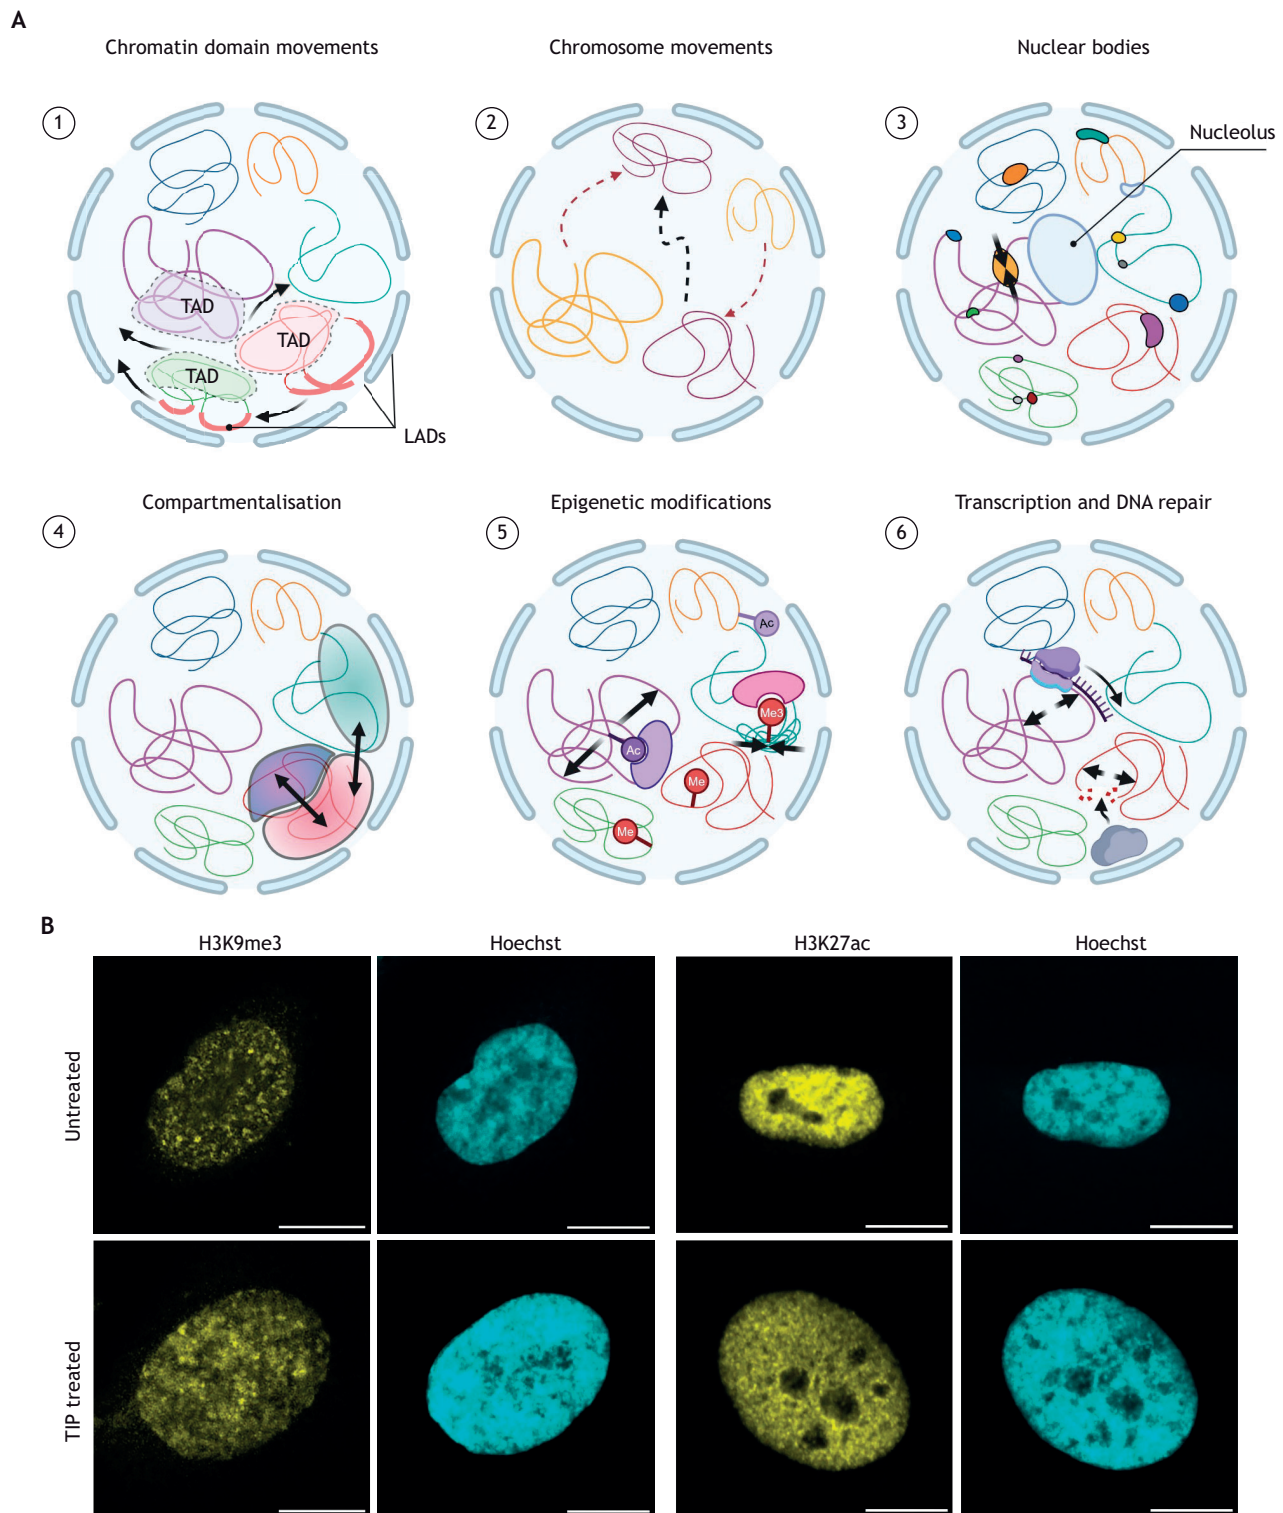 A
Chromatin domain movements
Chromosome movements
Nuclear bodies
1
2
3
Nucleolus
TAD
TAD
TAD
LADs
Compartmentalisation
Epigenetic modifications
Transcription and DNA repair
4
5
6
Ac
Me3
Ac
Me
Me
B
H3K9me3
Hoechst
H3K27ac
Hoechst
Untreated
TIP treated